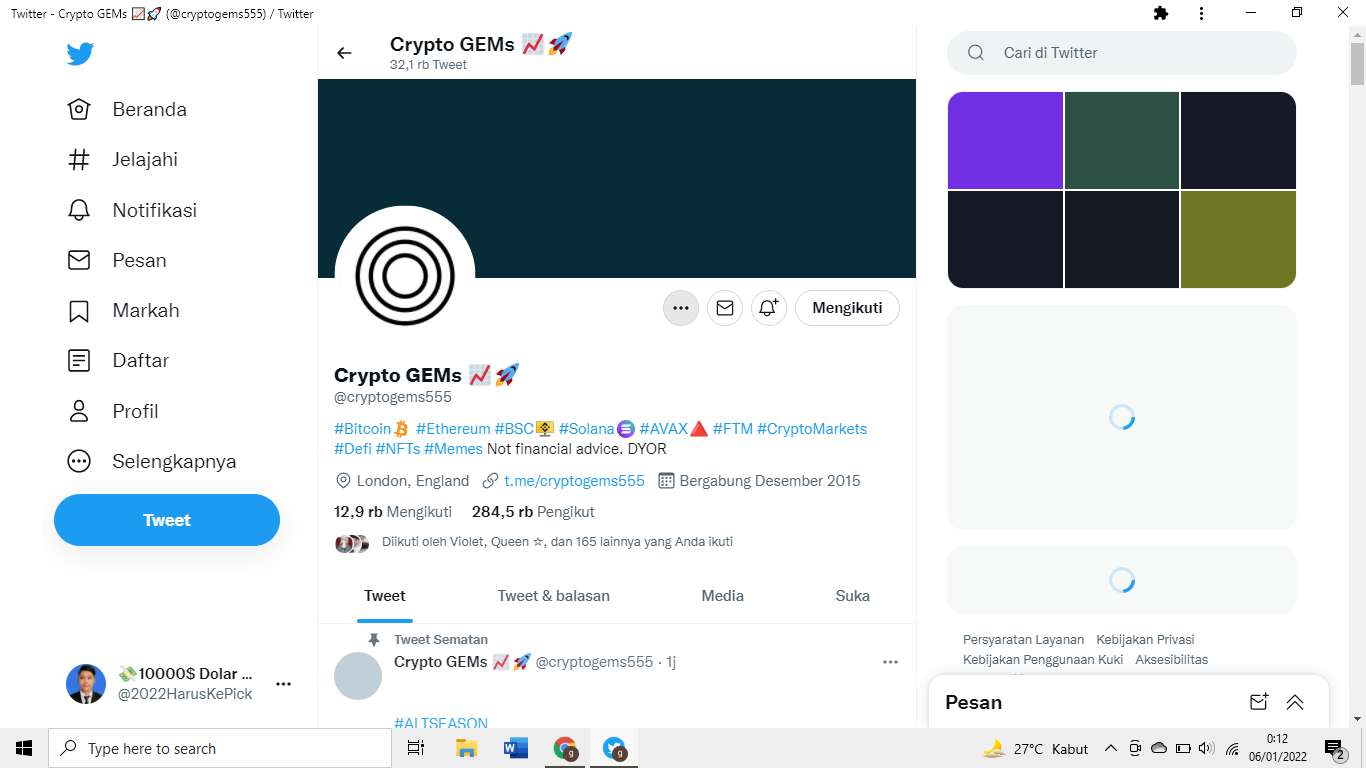 Twitter - Crypto GEMs 📈🚀 (@cryptogems555) / Twitter
Beranda
Jelajahi
Notifikasi
Pesan
Markah
Daftar
Profil
Selengkapnya
Tweet
💸10000$ Dolar ...
@2022HarusKePick
Crypto GEMs 📈🚀
32,1 rb Tweet
Mengikuti
Crypto GEMs 📈🚀
@cryptogems555
#Bitcoin #Ethereum #BSC #Solana #AVAX🔺 #FTM #CryptoMarkets
#Defi #NFTs #Memes Not financial advice. DYOR
London, England t.me/cryptogems555 Bergabung Desember 2015
12,9 rb Mengikuti 284,5 rb Pengikut
Diikuti oleh Violet, Queen ☆, dan 165 lainnya yang Anda ikuti
Tweet Tweet & balasan Media Suka
Tweet Sematan
Crypto GEMs 📈🚀 @cryptogems555 · 1j
#ALTSEASON
Cari di Twitter
Persyaratan Layanan Kebijakan Privasi
Kebijakan Penggunaan Kuki Aksesibilitas
Pesan
Type here to search
27°C Kabut
0:12
06/01/2022
2